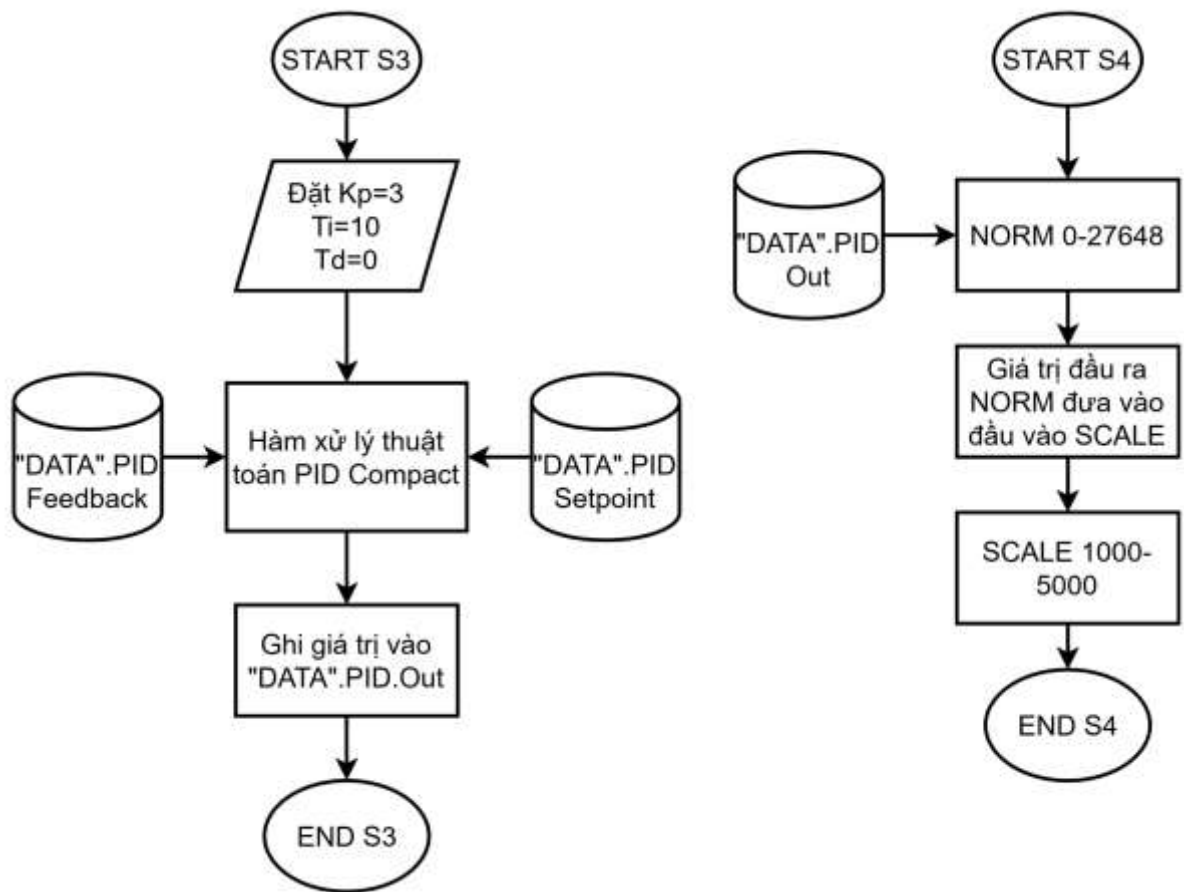 START S3
Đặt Kp=3
Ti=10
Td=0
"DATA".PID
Feedback
Hàm xử lý thuật
toán PID Compact
"DATA".PID
Setpoint
Ghi giá trị vào
"DATA".PID.Out
END S3
START S4
"DATA".PID
Out
NORM 0-27648
Giá trị đầu ra
NORM đưa vào
đầu vào SCALE
SCALE 1000-
5000
END S4